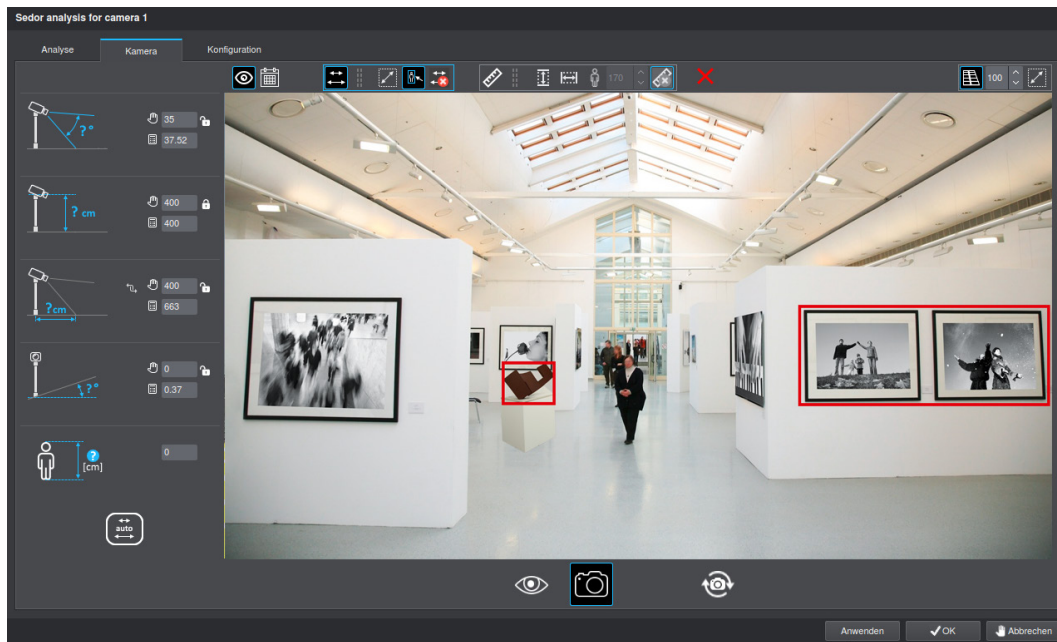 Sedor analysis for camera 1
Analyse
Kamera
Konfiguration
170
100
?°
35
37.52
? cm
400
400
?cm
400
663
?°
0
0.37
?
[cm]
0
auto
Anwenden
OK
Abbrechen